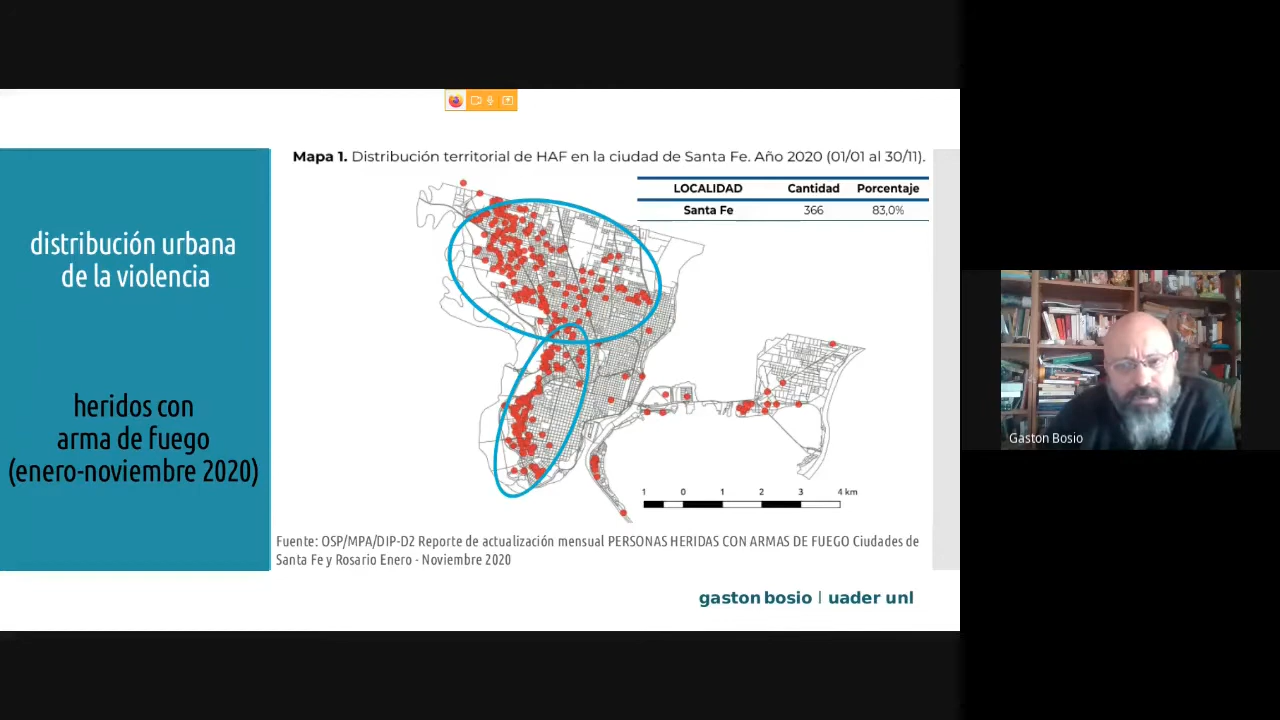 Mapa 1. Distribución territorial de HAF en la ciudad de Santa Fe. Año 2020 (01/01 al 30/11).
LOCALIDAD Cantidad Porcentaje
Santa Fe 366 83,0%
distribución urbana
de la violencia
heridos con
arma de fuego
(enero-noviembre 2020)
1 0 1 2 3 4 km
Fuente: OSP/MPA/DIP-D2 Reporte de actualización mensual PERSONAS HERIDAS CON ARMAS DE FUEGO Ciudades de
Santa Fe y Rosario Enero - Noviembre 2020
gaston bosio | uader unl
Gaston Bosio